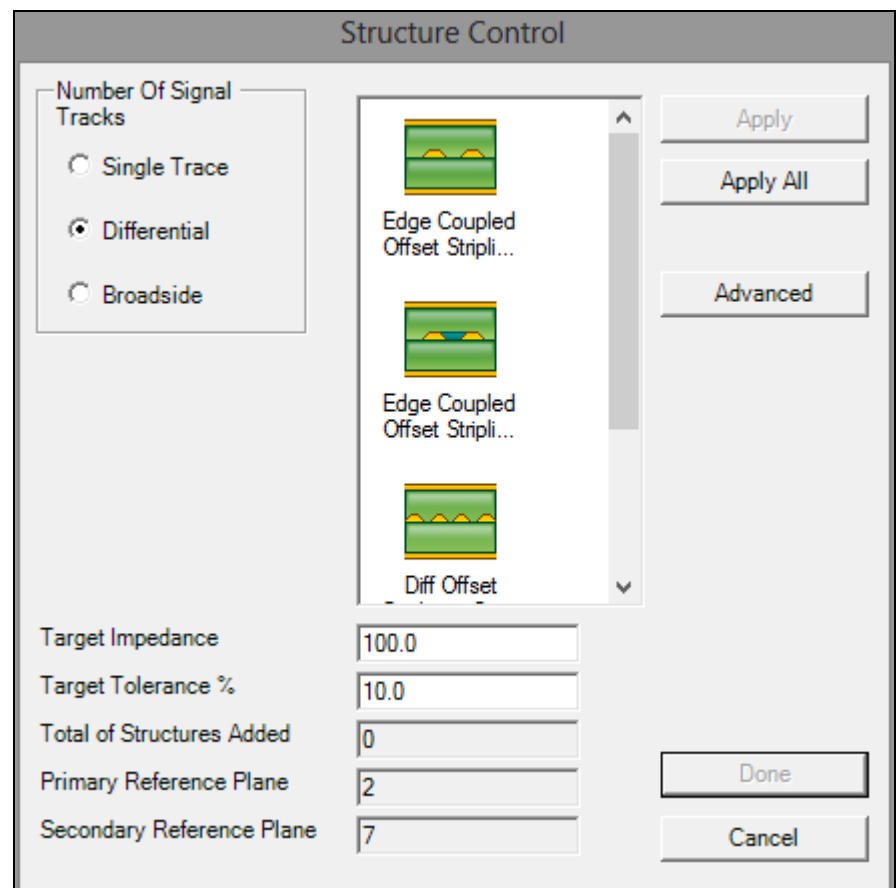 Structure Control
Number Of Signal
Tracks
Single Trace
Differential
Broadside
Edge Coupled
Offset Stripli...
Edge Coupled
Offset Stripli...
Diff Offset
Apply
Apply All
Advanced
Target Impedance
100.0
Target Tolerance %
10.0
Total of Structures Added
0
Primary Reference Plane
2
Secondary Reference Plane
7
Done
Cancel